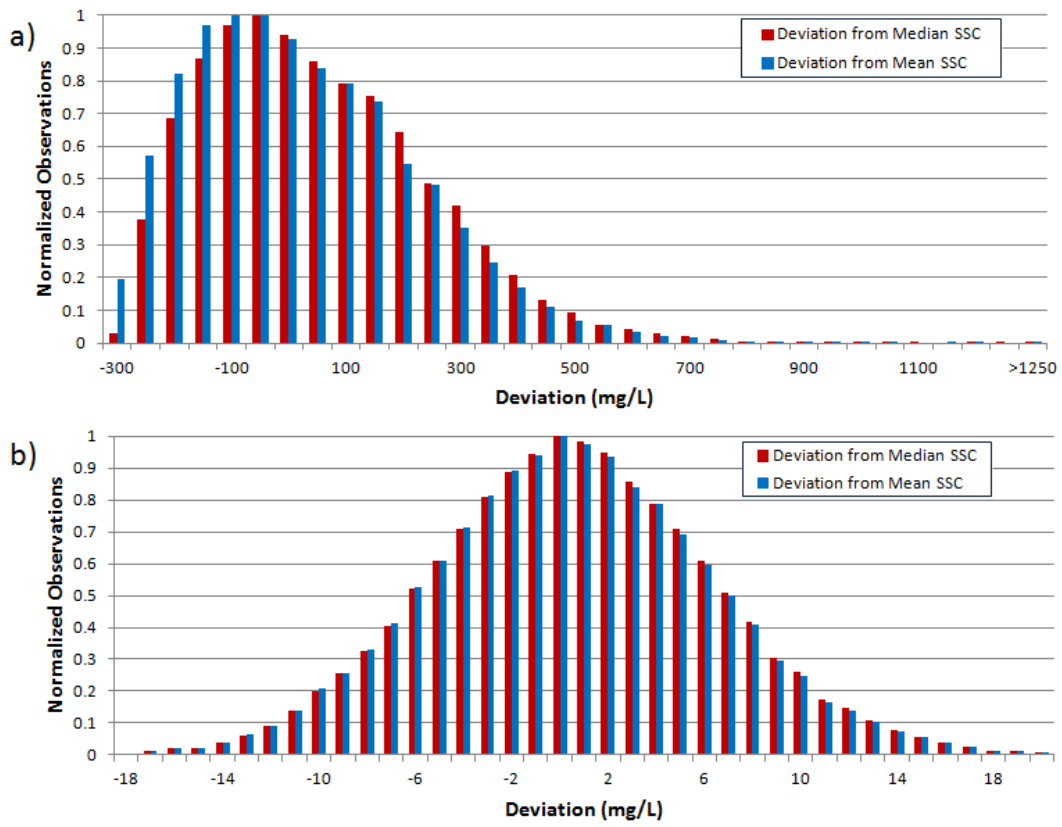 a)
Normalized Observations
1
0.9
0.8
0.7
0.6
0.5
0.4
0.3
0.2
0.1
0
Deviation from Median SSC
Deviation from Mean SSC
-300 -100 100 300 500 700 900 1100 >1250
Deviation (mg/L)
b)
Normalized Observations
1
0.9
0.8
0.7
0.6
0.5
0.4
0.3
0.2
0.1
0
Deviation from Median SSC
Deviation from Mean SSC
-18 -14 -10 -6 -2 2 6 10 14 18
Deviation (mg/L)